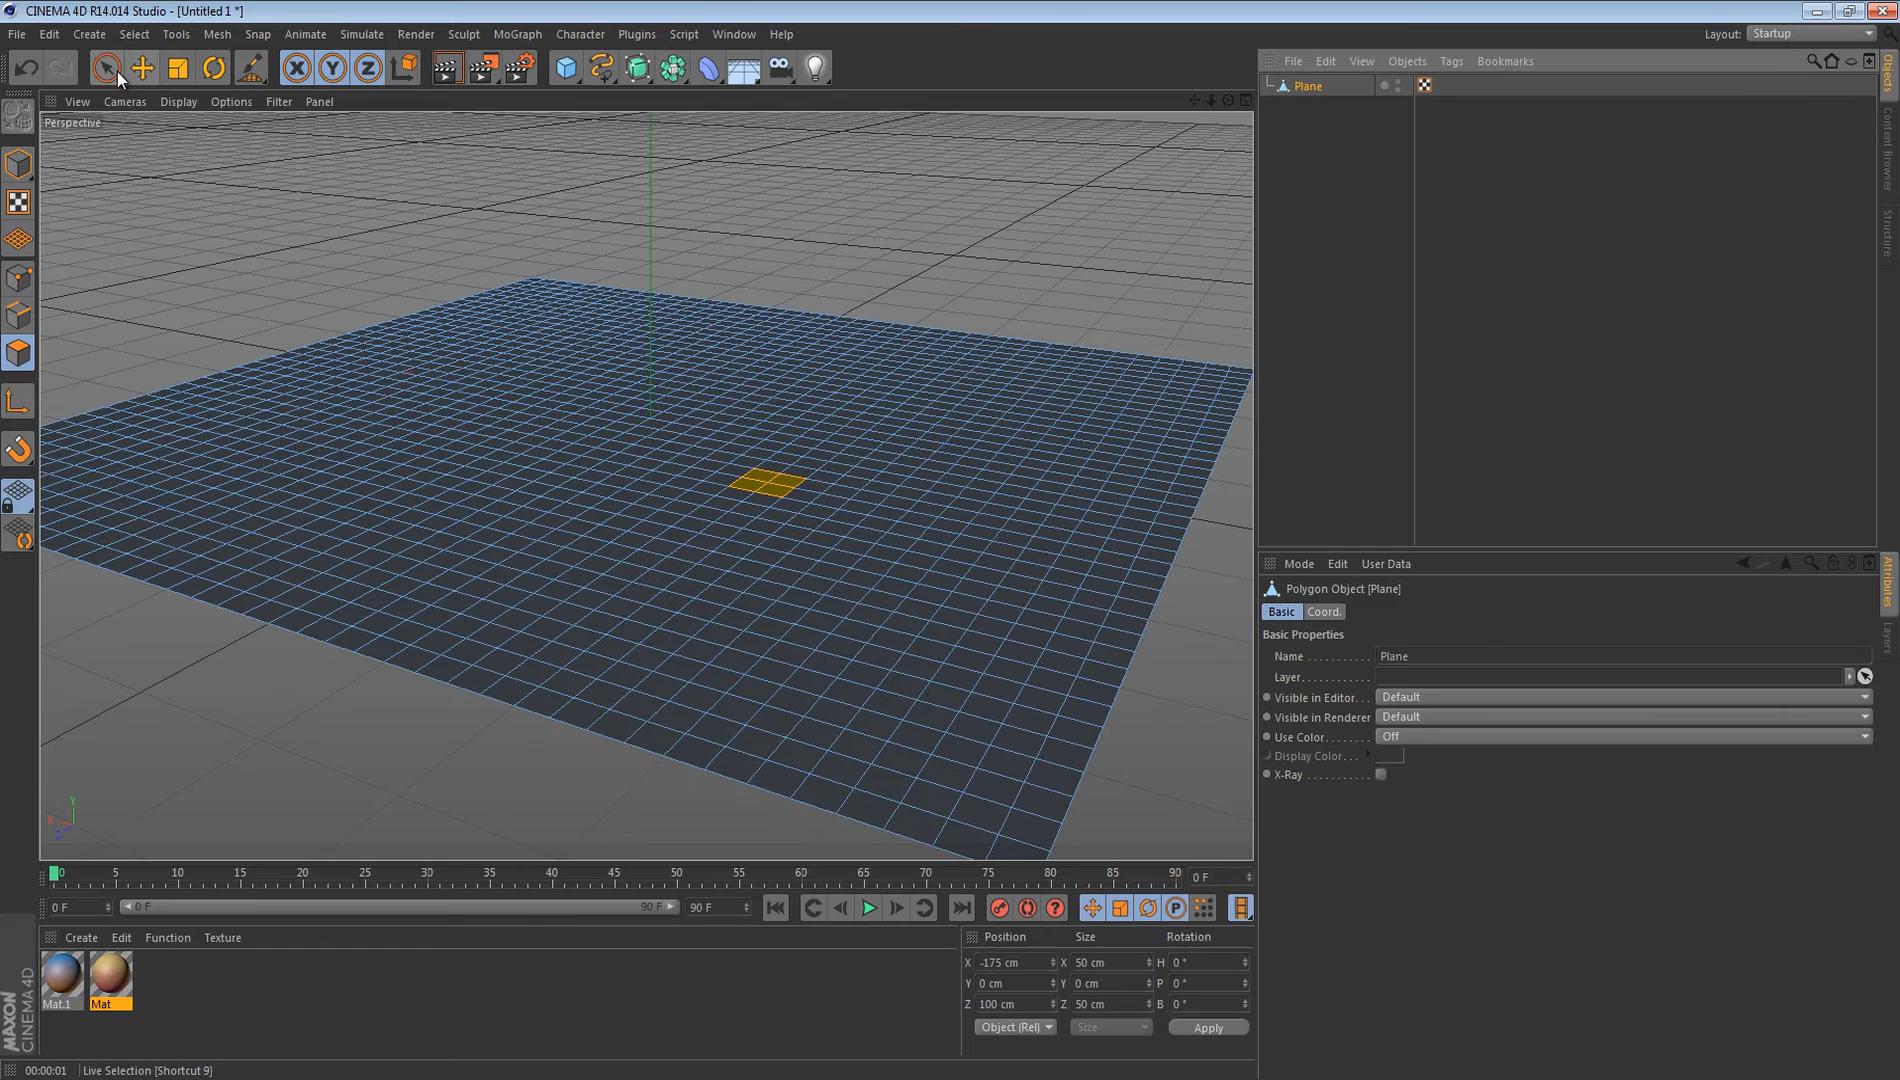 CINEMA 4D R14.014 Studio - [Untitled 1 *]
File Edit Create Select Tools Mesh Snap Animate Simulate Render Sculpt MoGraph Character Plugins Script Window Help
Layout: Startup
X Y Z
File Edit View Objects Tags Bookmarks
Plane
Objects
Content Browser
Structure
View Cameras Display Options Filter Panel
Perspective
Y
X
Z
Mode Edit User Data
Polygon Object [Plane]
Basic Coord.
Basic Properties
Name . . . . . . . . . . . Plane
Layer . . . . . . . . . . .
Visible in Editor. . . Default
Visible in Renderer Default
Use Color. . . . . . . . Off
Display Color. . .
X-Ray . . . . . . . . . . .
Attributes
Layers
0 5 10 15 20 25 30 35 40 45 50 55 60 65 70 75 80 85 90 0 F
0 F 0 F 90 F 90 F
Create Edit Function Texture
Mat.1 Mat
Position Size Rotation
X -175 cm X 50 cm H 0 °
Y 0 cm Y 0 cm P 0 °
Z 100 cm Z 50 cm B 0 °
Object (Rel) Size Apply
MAXON
CINEMA 4D
00:00:01 Live Selection [Shortcut 9]